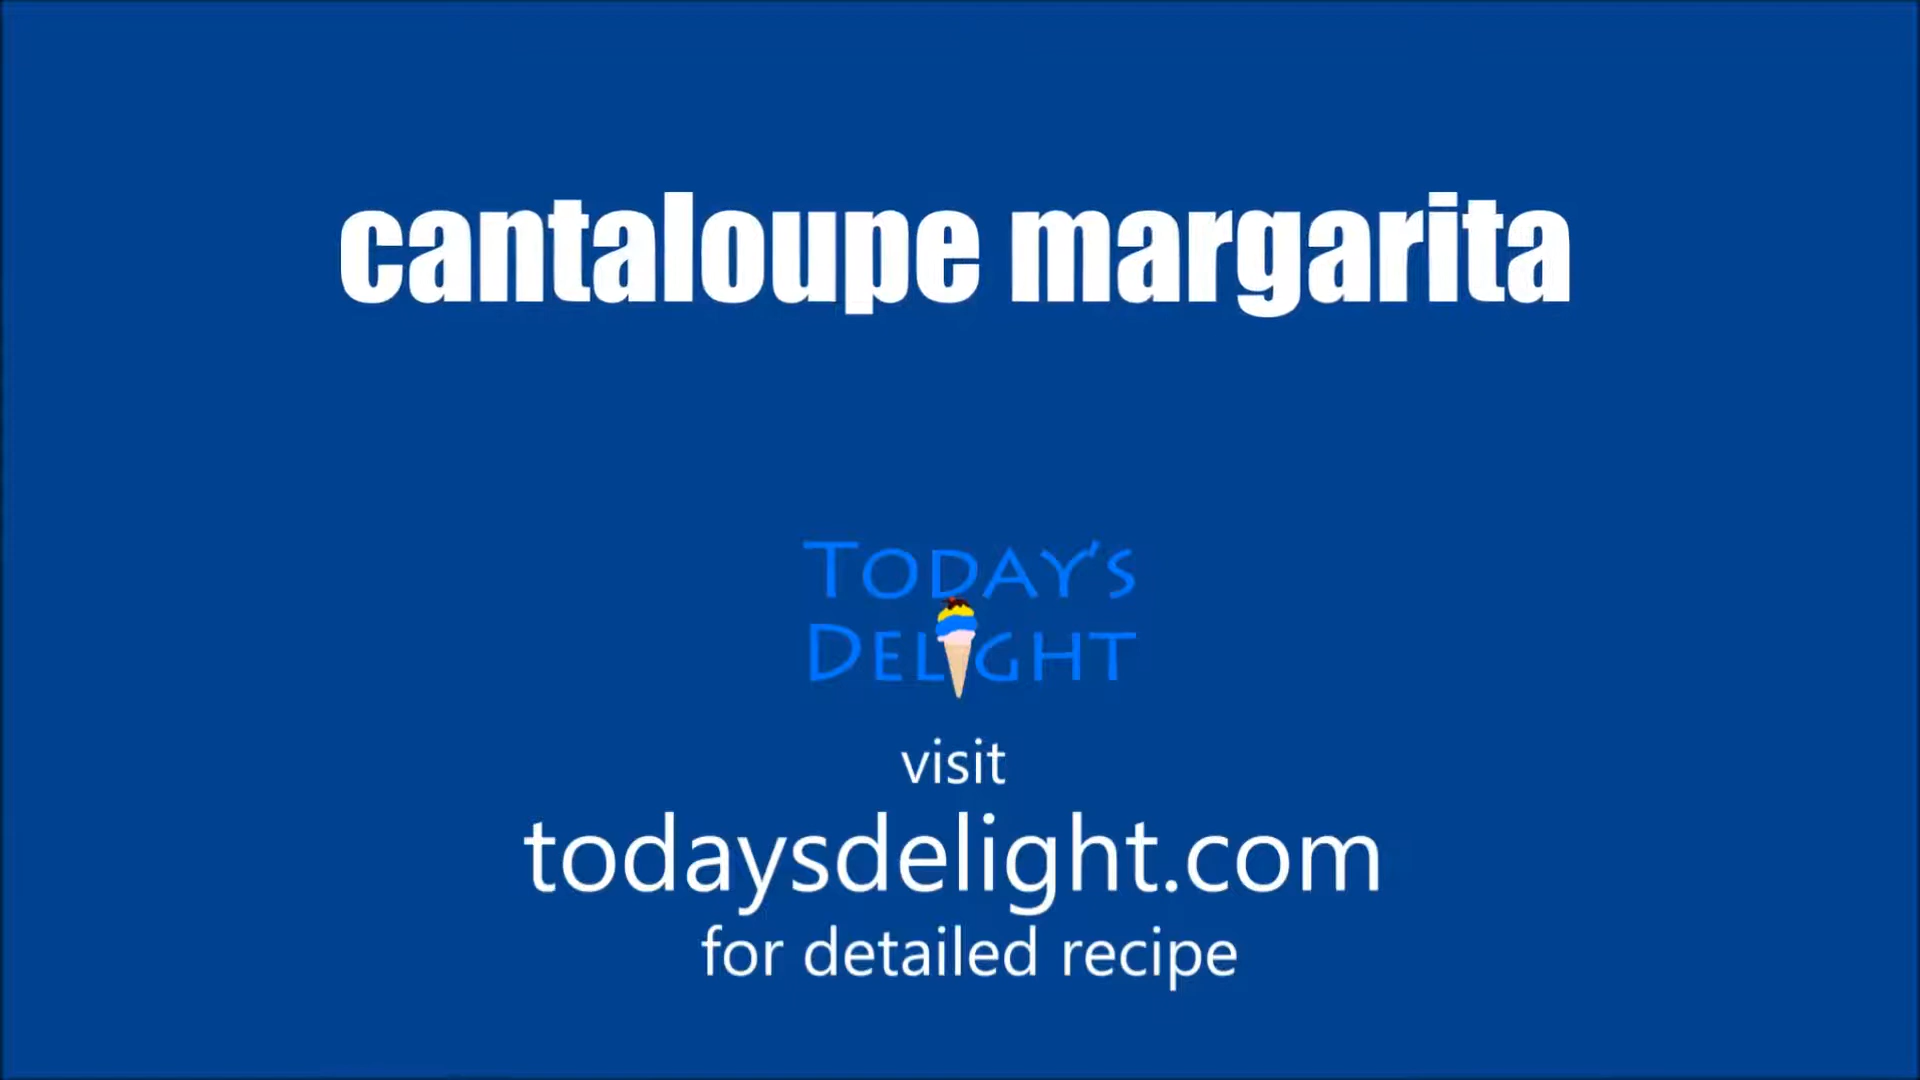 cantaloupe margarita
TODAY'S
DELIGHT
visit
todaysdelight.com
for detailed recipe